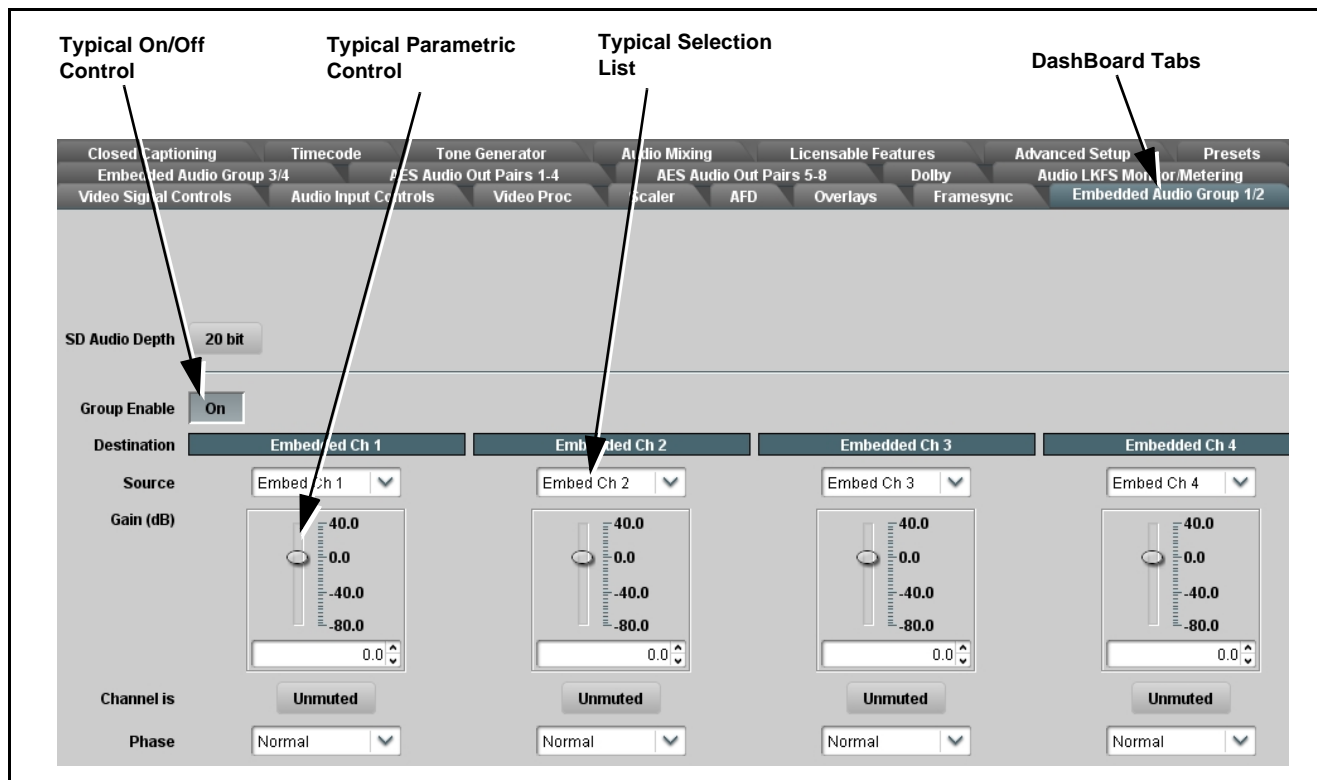 Typical On/Off Control
Typical Parametric Control
Typical Selection List
DashBoard Tabs
Closed Captioning Timecode Tone Generator Audio Mixing Licensable Features Advanced Setup Presets
Embedded Audio Group 3/4 AES Audio Out Pairs 1-4 AES Audio Out Pairs 5-8 Dolby Audio LKFS Monitor/Metering
Video Signal Controls Audio Input Controls Video Proc Scaler AFD Overlays Framesync Embedded Audio Group 1/2
SD Audio Depth 20 bit
Group Enable On
Destination Embedded Ch 1 Embedded Ch 2 Embedded Ch 3 Embedded Ch 4
Source Embed Ch 1 Embed Ch 2 Embed Ch 3 Embed Ch 4
Gain (dB) 40.0 40.0 40.0 40.0
0.0 0.0 0.0 0.0
-40.0 -40.0 -40.0 -40.0
-80.0 -80.0 -80.0 -80.0
0.0 0.0 0.0 0.0
Channel is Unmuted Unmuted Unmuted Unmuted
Phase Normal Normal Normal Normal